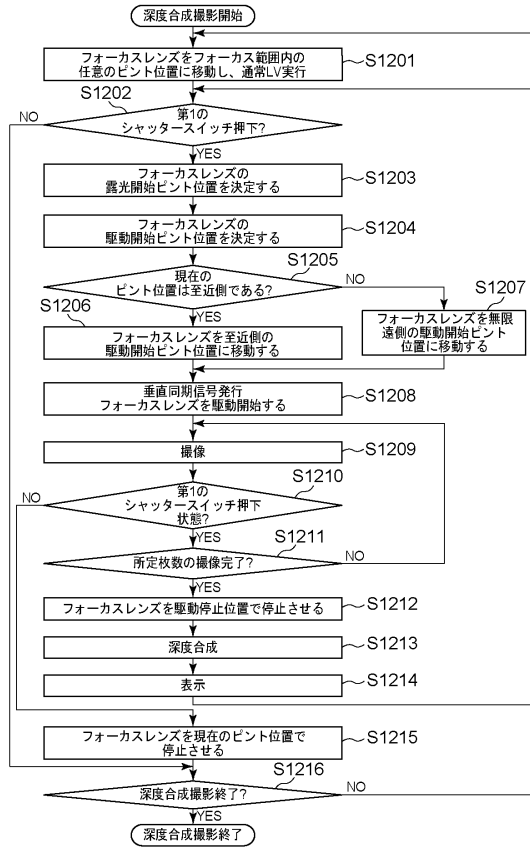 深度合成撮影開始
フォーカスレンズをフォーカス範囲内の
任意のピント位置に移動し、通常LV実行
S1201
S1202
第1の
シャッタースイッチ押下?
NO
YES
フォーカスレンズの
露光開始ピント位置を決定する
S1203
フォーカスレンズの
駆動開始ピント位置を決定する
S1204
S1205
現在の
ピント位置は至近側である?
NO
YES
S1206
フォーカスレンズを至近側の
駆動開始ピント位置に移動する
S1207
フォーカスレンズを無限
遠側の駆動開始ピント
位置に移動する
垂直同期信号発行
フォーカスレンズを駆動開始する
S1208
撮像
S1209
S1210
第1の
シャッタースイッチ押下
状態?
NO
YES
S1211
所定枚数の撮像完了?
NO
YES
フォーカスレンズを駆動停止位置で停止させる
S1212
深度合成
S1213
表示
S1214
フォーカスレンズを現在のピント位置で
停止させる
S1215
S1216
深度合成撮影終了?
NO
YES
深度合成撮影終了